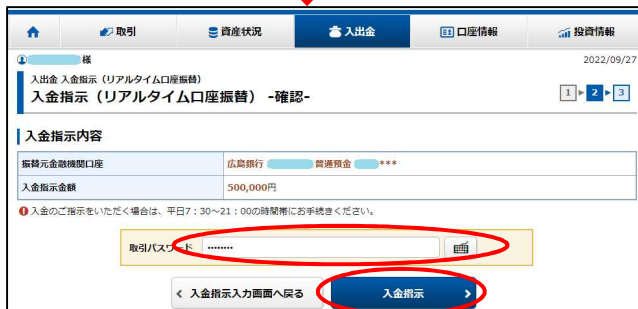 取引 資産状況 入出金 口座情報 投資情報
様 2022/09/27
入出金 入金指示（リアルタイム口座振替）
入金指示（リアルタイム口座振替） -確認-
1 2 3
入金指示内容
振替元金融機関口座 広島銀行 普通預金 ***
入金指示金額 500,000円
入金のご指示をいただく場合は、平日7：30～21：00の時間帯にお手続きください。
取引パスワード ········
入金指示入力画面へ戻る 入金指示